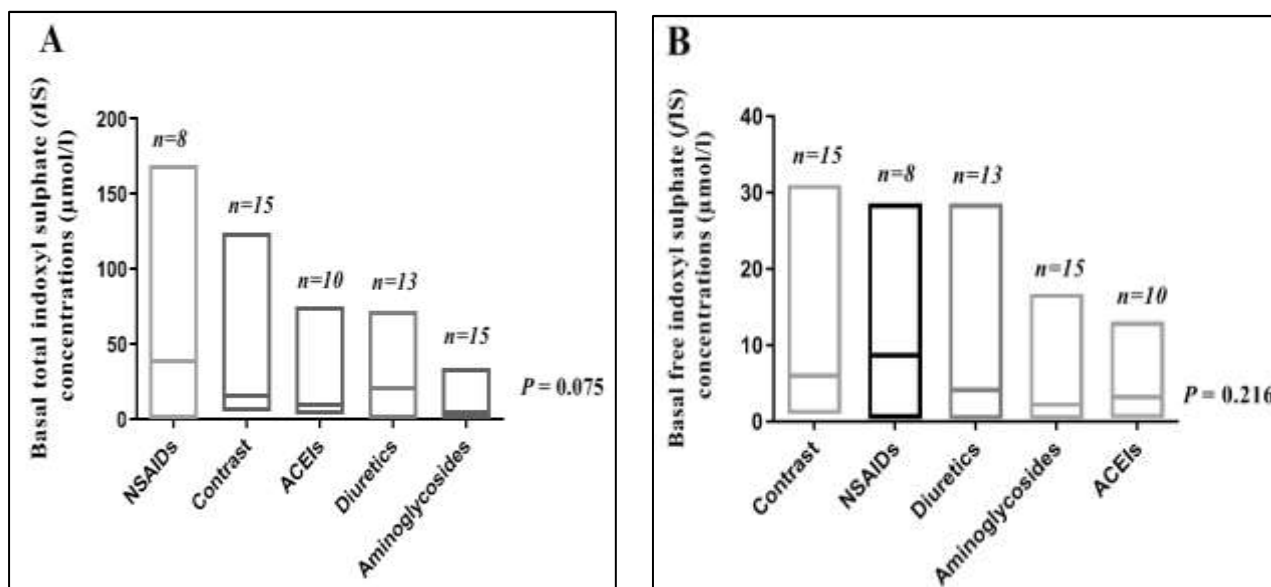 A
Basal total indoxyl sulphate (tIS)
concentrations (µmol/l)
200
150
100
50
0
n=8
n=15
n=10
n=13
n=15
P = 0.075
NSAIDs
Contrast
ACEIs
Diuretics
Aminoglycosides
B
Basal free indoxyl sulphate (fIS)
concentrations (µmol/l)
40
30
20
10
0
n=15
n=8
n=13
n=15
n=10
P = 0.216
Contrast
NSAIDs
Diuretics
Aminoglycosides
ACEIs